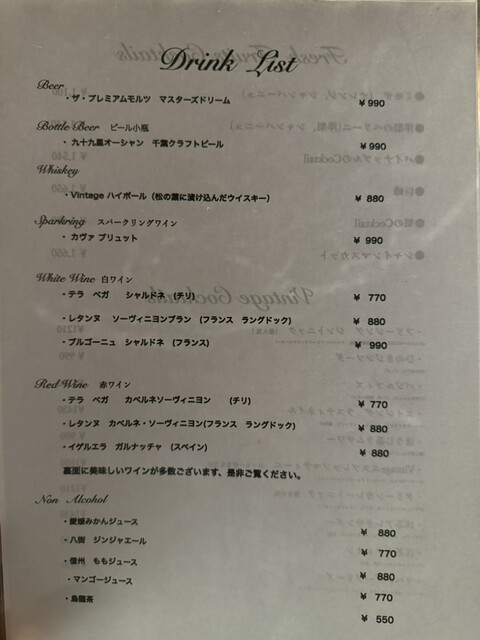 Drink List
Beer
・ザ・プレミアムモルツ マスターズドリーム ¥ 990
Bottle Beer ビール小瓶
・九十九里オーシャン 千葉クラフトビール ¥ 990
Whiskey
・Vintage ハイボール（松の葉に漬け込んだウイスキー） ¥ 880
Sparkring スパークリングワイン
・カヴァ ブリュット ¥ 990
White Wine 白ワイン
・テラ ベガ シャルドネ (チリ) ¥ 770
・レタンヌ ソーヴィニヨンブラン (フランス ラングドック) ¥ 880
・ブルゴーニュ シャルドネ (フランス) ¥ 990
Red Wine 赤ワイン
・テラ ベガ カベルネソーヴィニヨン (チリ) ¥ 770
・レタンヌ カベルネ・ソーヴィニヨン(フランス ラングドック) ¥ 880
・イゲルエラ ガルナッチャ (スペイン) ¥ 880
裏面に美味しいワインが多数ございます、是非ご覧ください。
Non Alcohol
・愛媛みかんジュース ¥ 880
・八街 ジンジャエール ¥ 770
・信州 ももジュース ¥ 880
・マンゴージュース ¥ 770
・烏龍茶 ¥ 550